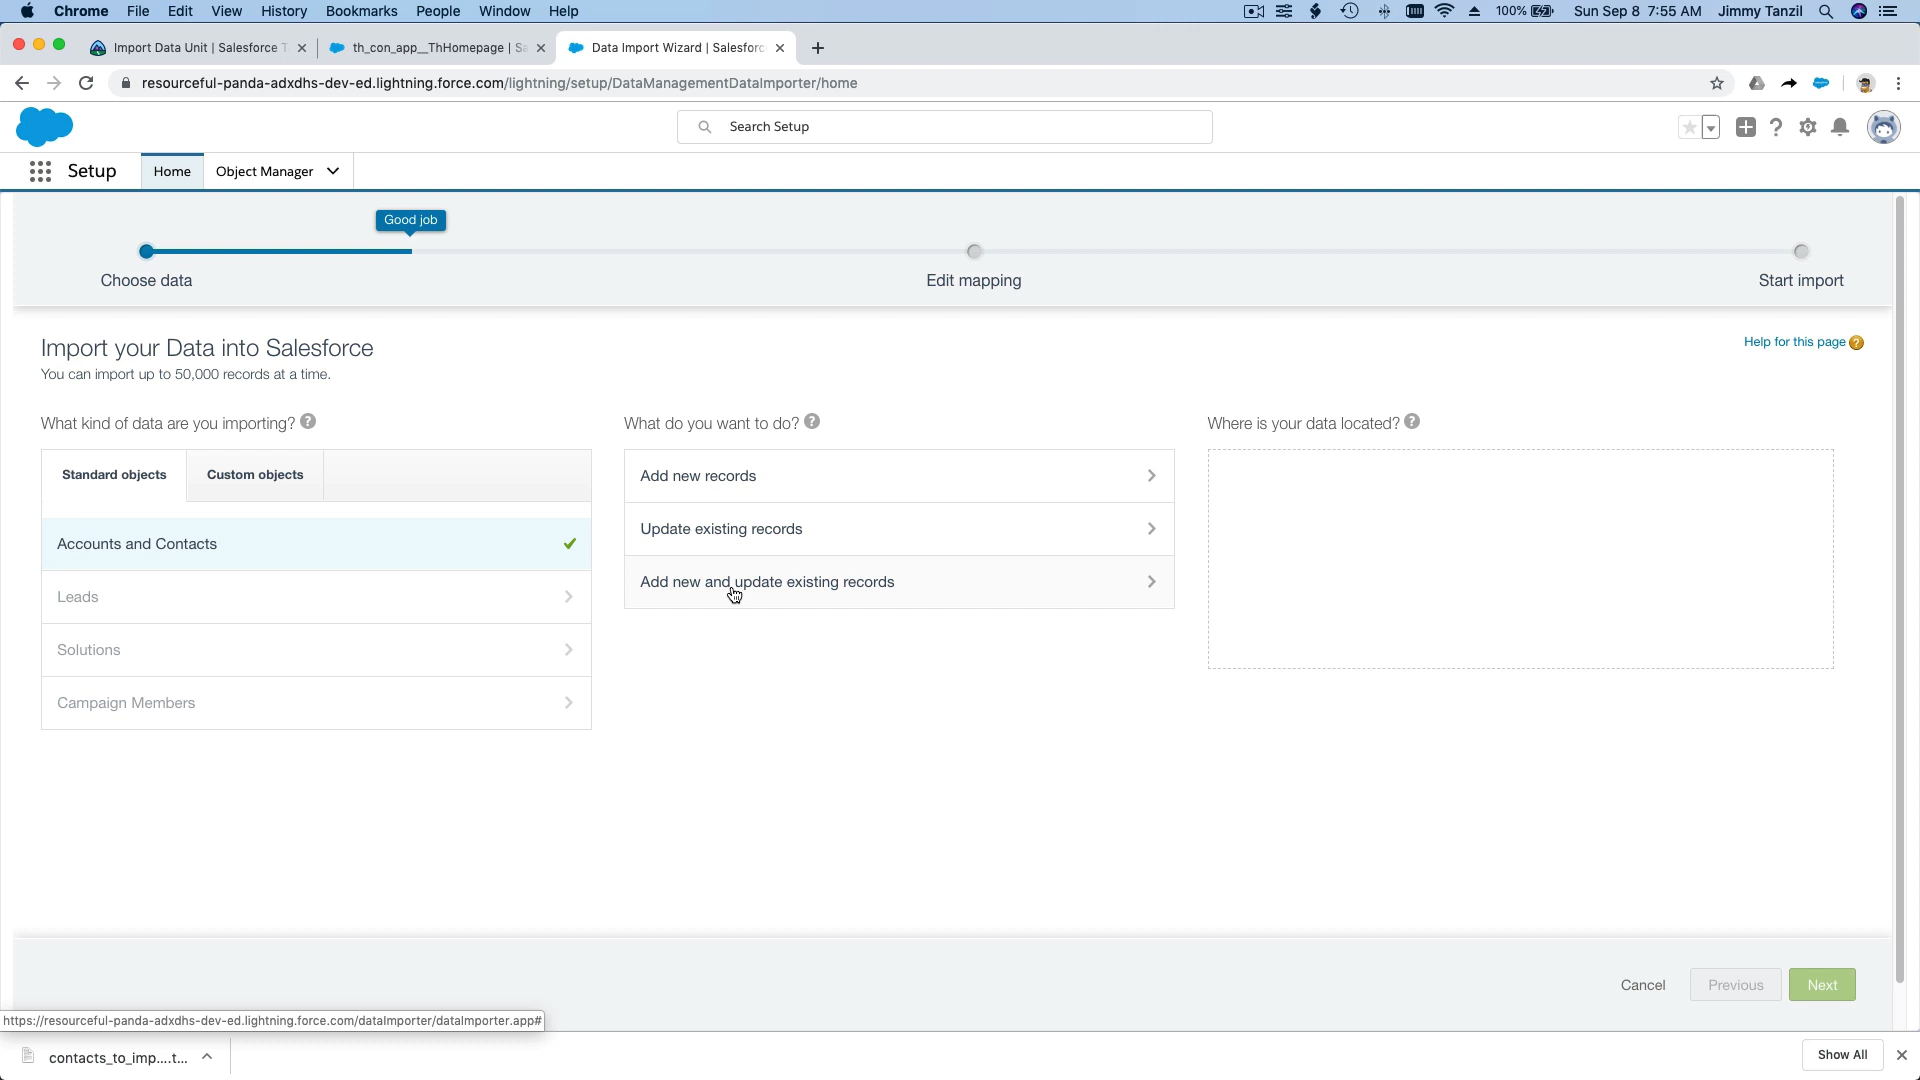 Chrome File Edit View History Bookmarks People Window Help 100% Sun Sep 8 7:55 AM Jimmy Tanzil
Import Data Unit | Salesforce T th_con_app__ThHomepage | Sa Data Import Wizard | Salesforc
resourceful-panda-adxdhs-dev-ed.lightning.force.com/lightning/setup/DataManagementDataImporter/home
Search Setup
Setup Home Object Manager
Good job
Choose data Edit mapping Start import
Import your Data into Salesforce
Help for this page ?
You can import up to 50,000 records at a time.
What kind of data are you importing? ? What do you want to do? ? Where is your data located? ?
Standard objects Custom objects
Add new records
Update existing records
Accounts and Contacts
Add new and update existing records
Leads
Solutions
Campaign Members
Cancel Previous Next
https://resourceful-panda-adxdhs-dev-ed.lightning.force.com/dataImporter/dataImporter.app#
contacts_to_imp....t... Show All